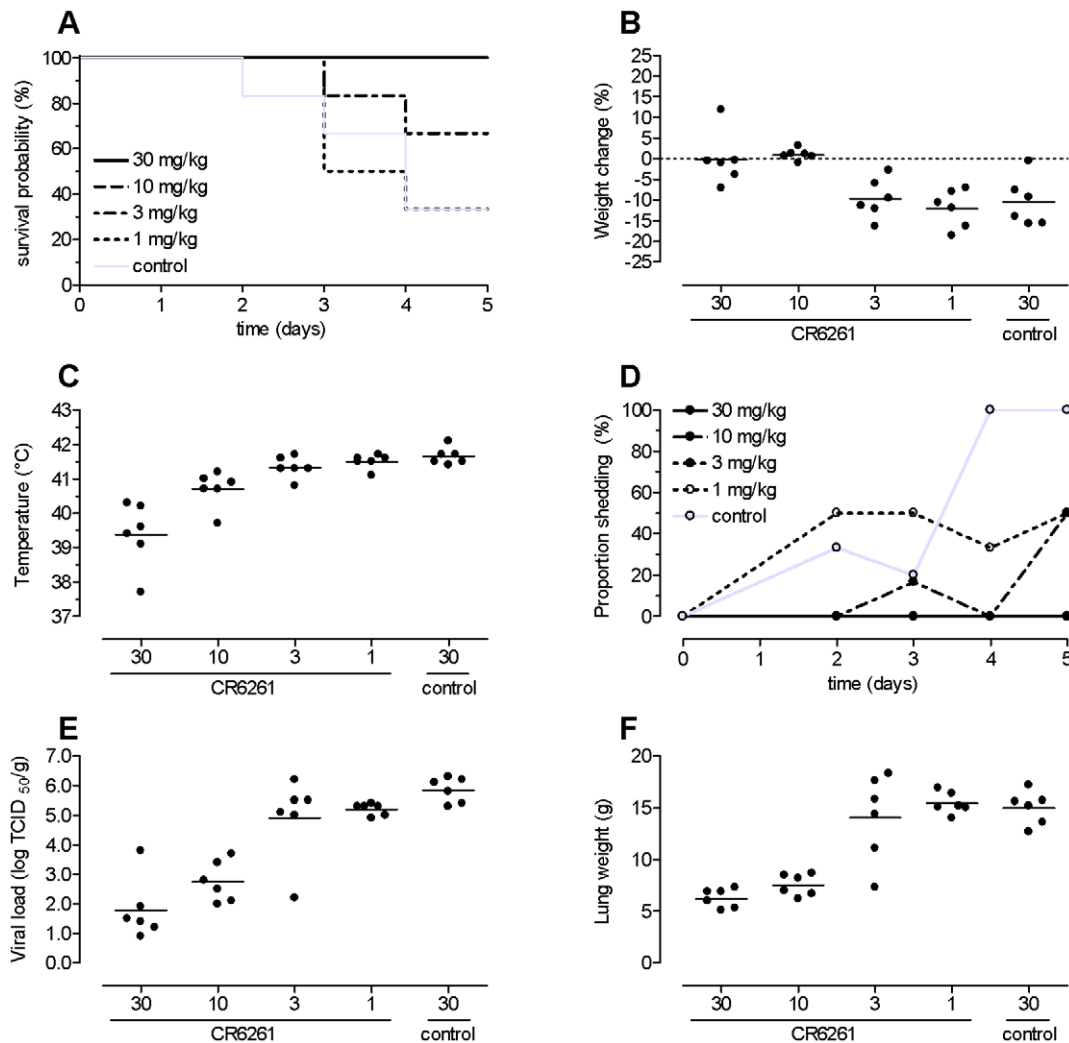 A
survival probability (%)
100
80
60
40
20
0
30 mg/kg
10 mg/kg
3 mg/kg
1 mg/kg
control
0 1 2 3 4 5
time (days)
B
Weight change (%)
25
20
15
10
5
0
-5
-10
-15
-20
-25
30 10 3 1 30
CR6261 control
C
Temperature (°C)
43
42
41
40
39
38
37
30 10 3 1 30
CR6261 control
D
Proportion shedding (%)
100
80
60
40
20
0
30 mg/kg
10 mg/kg
3 mg/kg
1 mg/kg
control
0 1 2 3 4 5
time (days)
E
Viral load (log TCID 50/g)
7.0
6.0
5.0
4.0
3.0
2.0
1.0
0.0
30 10 3 1 30
CR6261 control
F
Lung weight (g)
20
15
10
5
0
30 10 3 1 30
CR6261 control